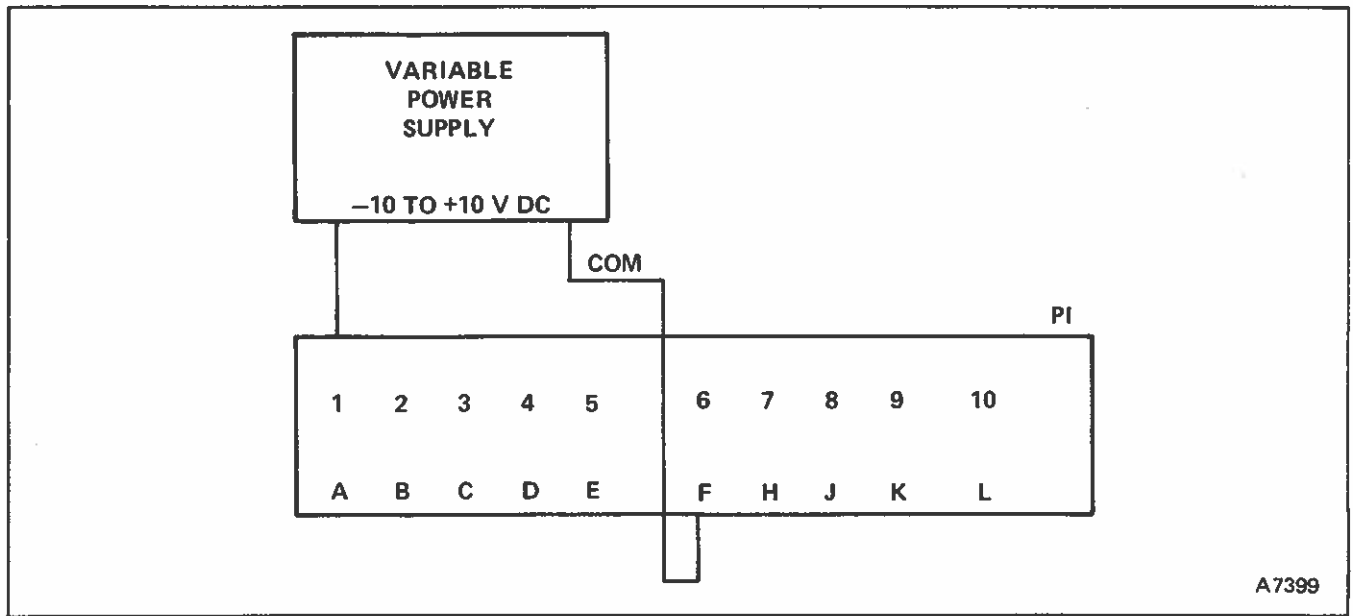 VARIABLE
POWER
SUPPLY
–10 TO +10 V DC
COM
PI
1 2 3 4 5 6 7 8 9 10
A B C D E F H J K L
A7399